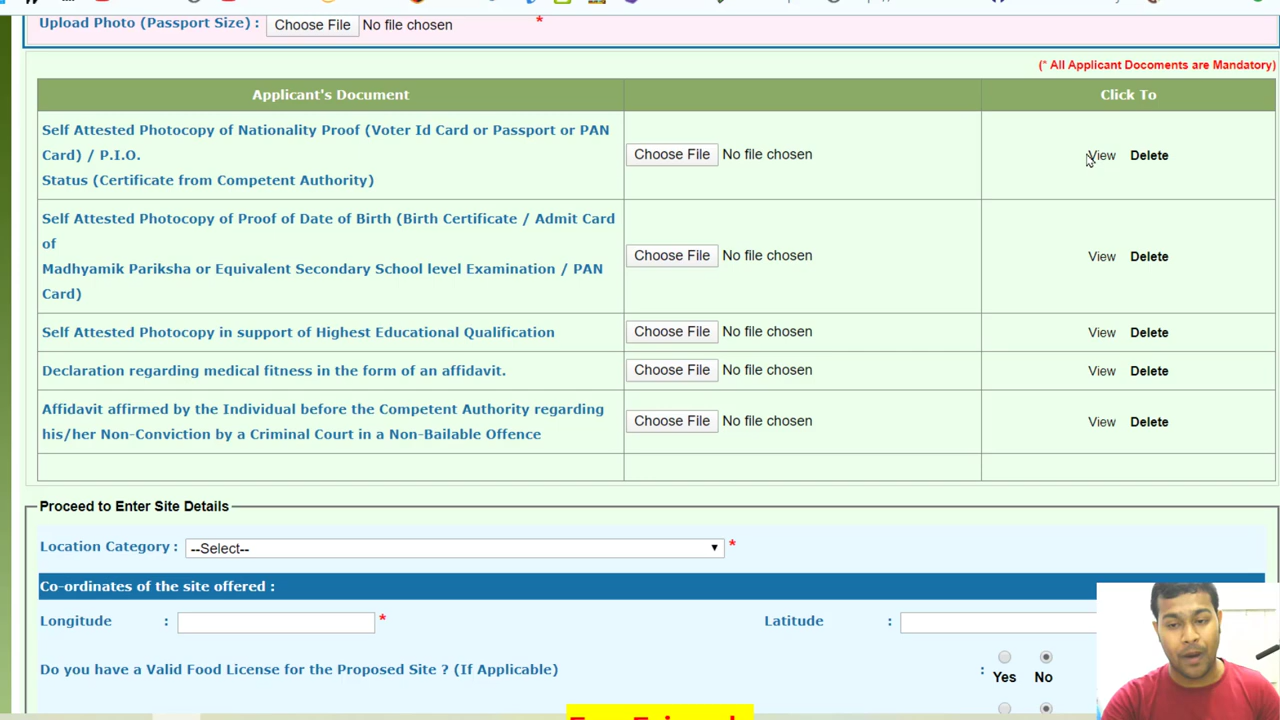 Upload Photo (Passport Size) : Choose File No file chosen *
(* All Applicant Docoments are Mandatory)
Applicant's Document Click To
Self Attested Photocopy of Nationality Proof (Voter Id Card or Passport or PAN
Card) / P.I.O.
Status (Certificate from Competent Authority)
Choose File No file chosen
View Delete
Self Attested Photocopy of Proof of Date of Birth (Birth Certificate / Admit Card
of
Madhyamik Pariksha or Equivalent Secondary School level Examination / PAN
Card)
Choose File No file chosen
View Delete
Self Attested Photocopy in support of Highest Educational Qualification Choose File No file chosen View Delete
Declaration regarding medical fitness in the form of an affidavit. Choose File No file chosen View Delete
Affidavit affirmed by the Individual before the Competent Authority regarding
his/her Non-Conviction by a Criminal Court in a Non-Bailable Offence
Choose File No file chosen
View Delete
Proceed to Enter Site Details
Location Category : --Select-- *
Co-ordinates of the site offered :
Longitude : * Latitude :
Do you have a Valid Food License for the Proposed Site ? (If Applicable) : Yes No